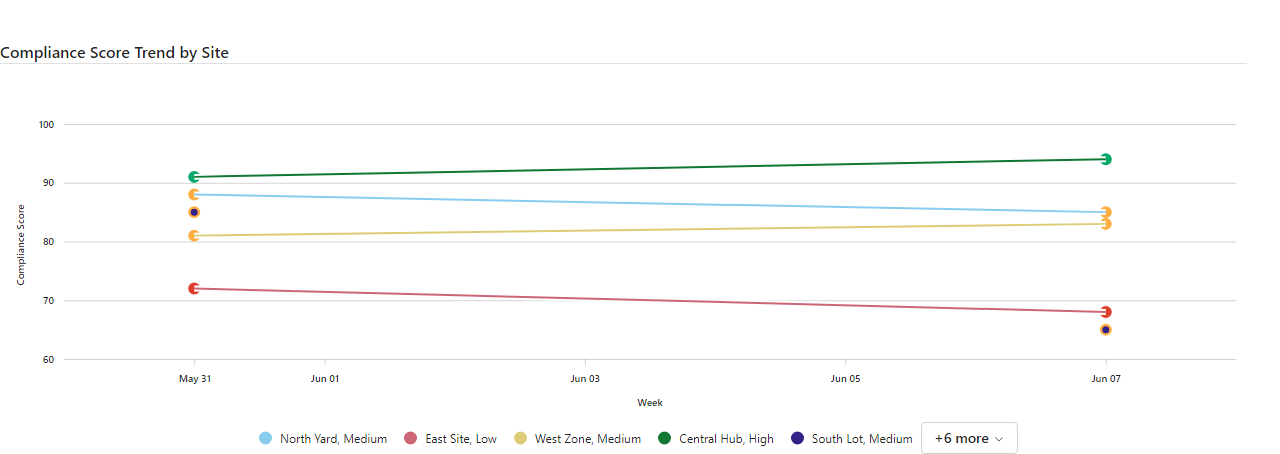 Compliance Score Trend by Site
100
90
80
70
60
Compliance Score
May 31 Jun 01 Jun 03 Jun 05 Jun 07
Week
North Yard, Medium East Site, Low West Zone, Medium Central Hub, High South Lot, Medium +6 more